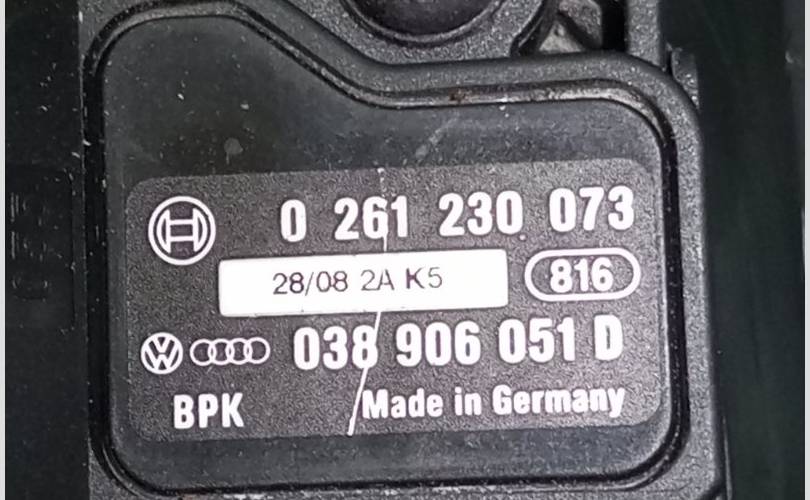 0 261 230 073
28/08 2A K5 816
038 906 051 D
BPK Made in Germany